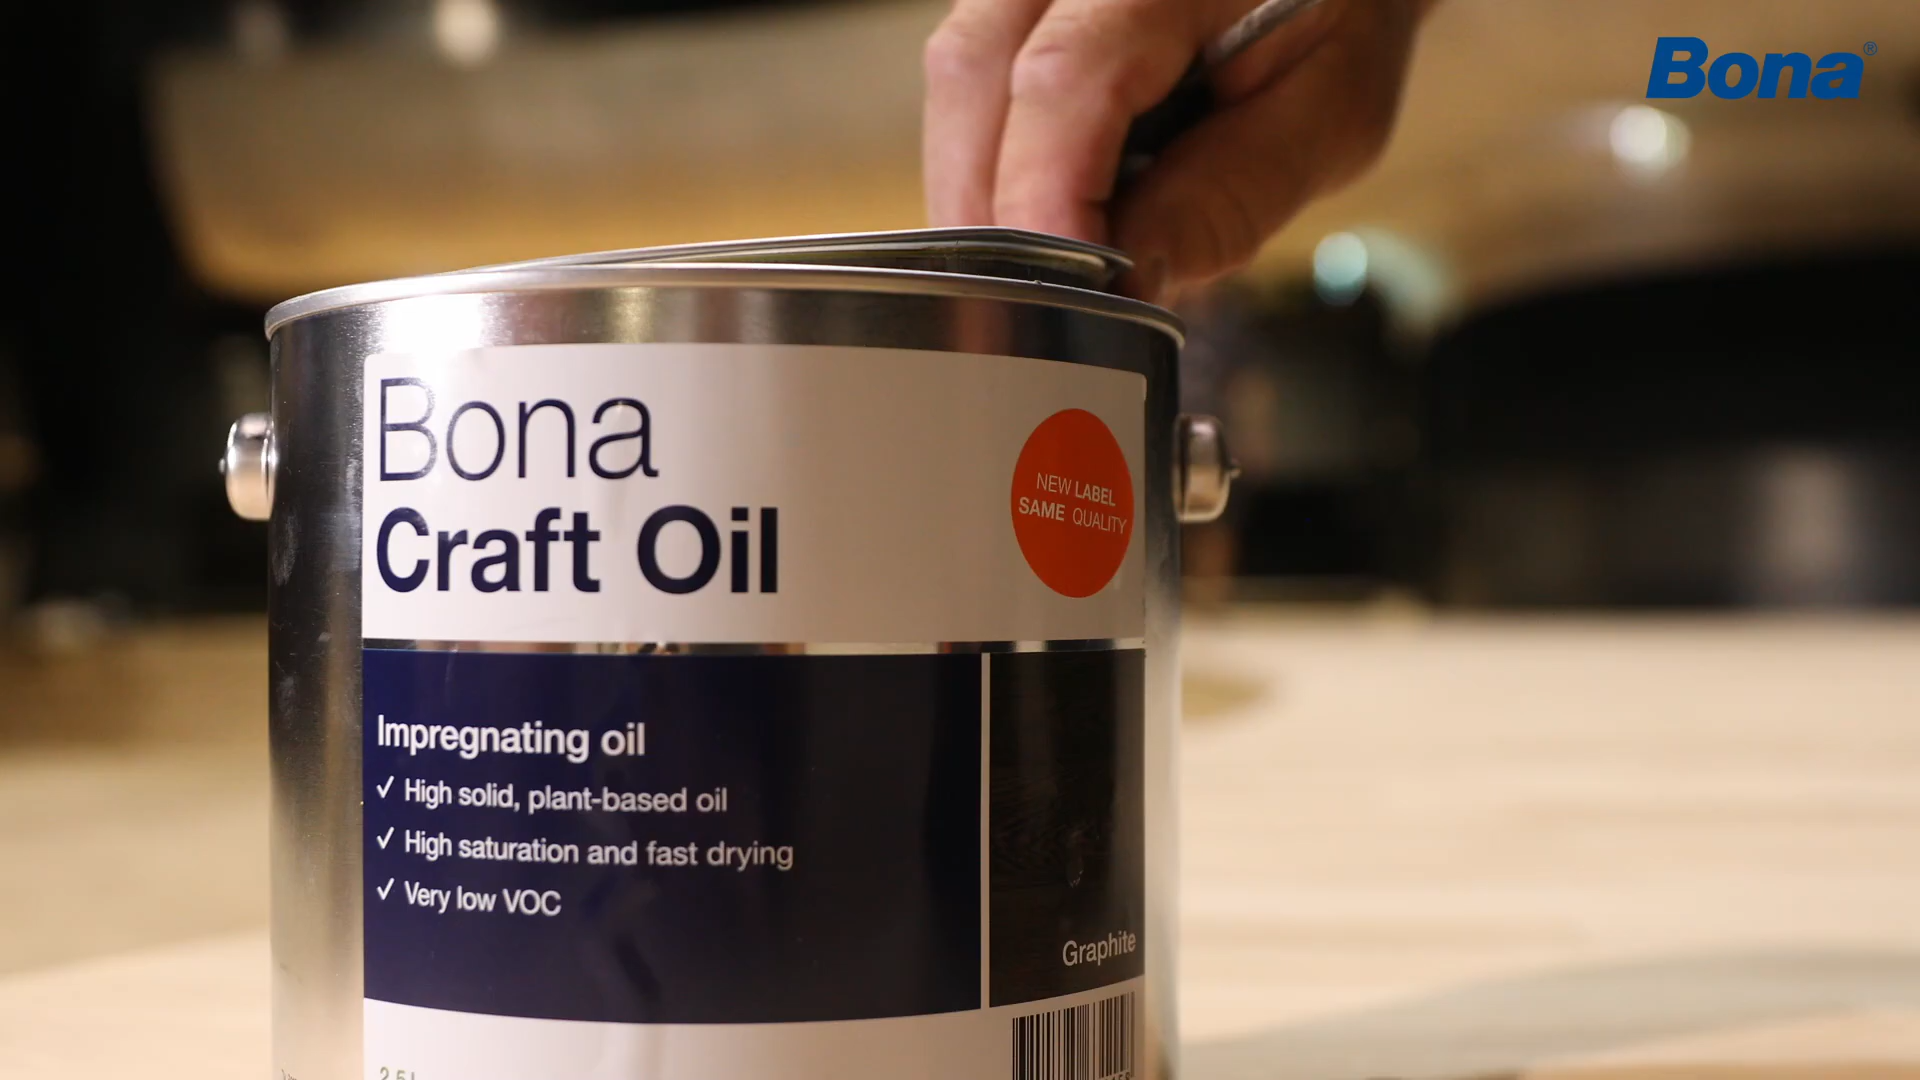 Bona®
Bona
Craft Oil
NEW LABEL
SAME QUALITY
Impregnating oil
✓ High solid, plant-based oil
✓ High saturation and fast drying
✓ Very low VOC
Graphite